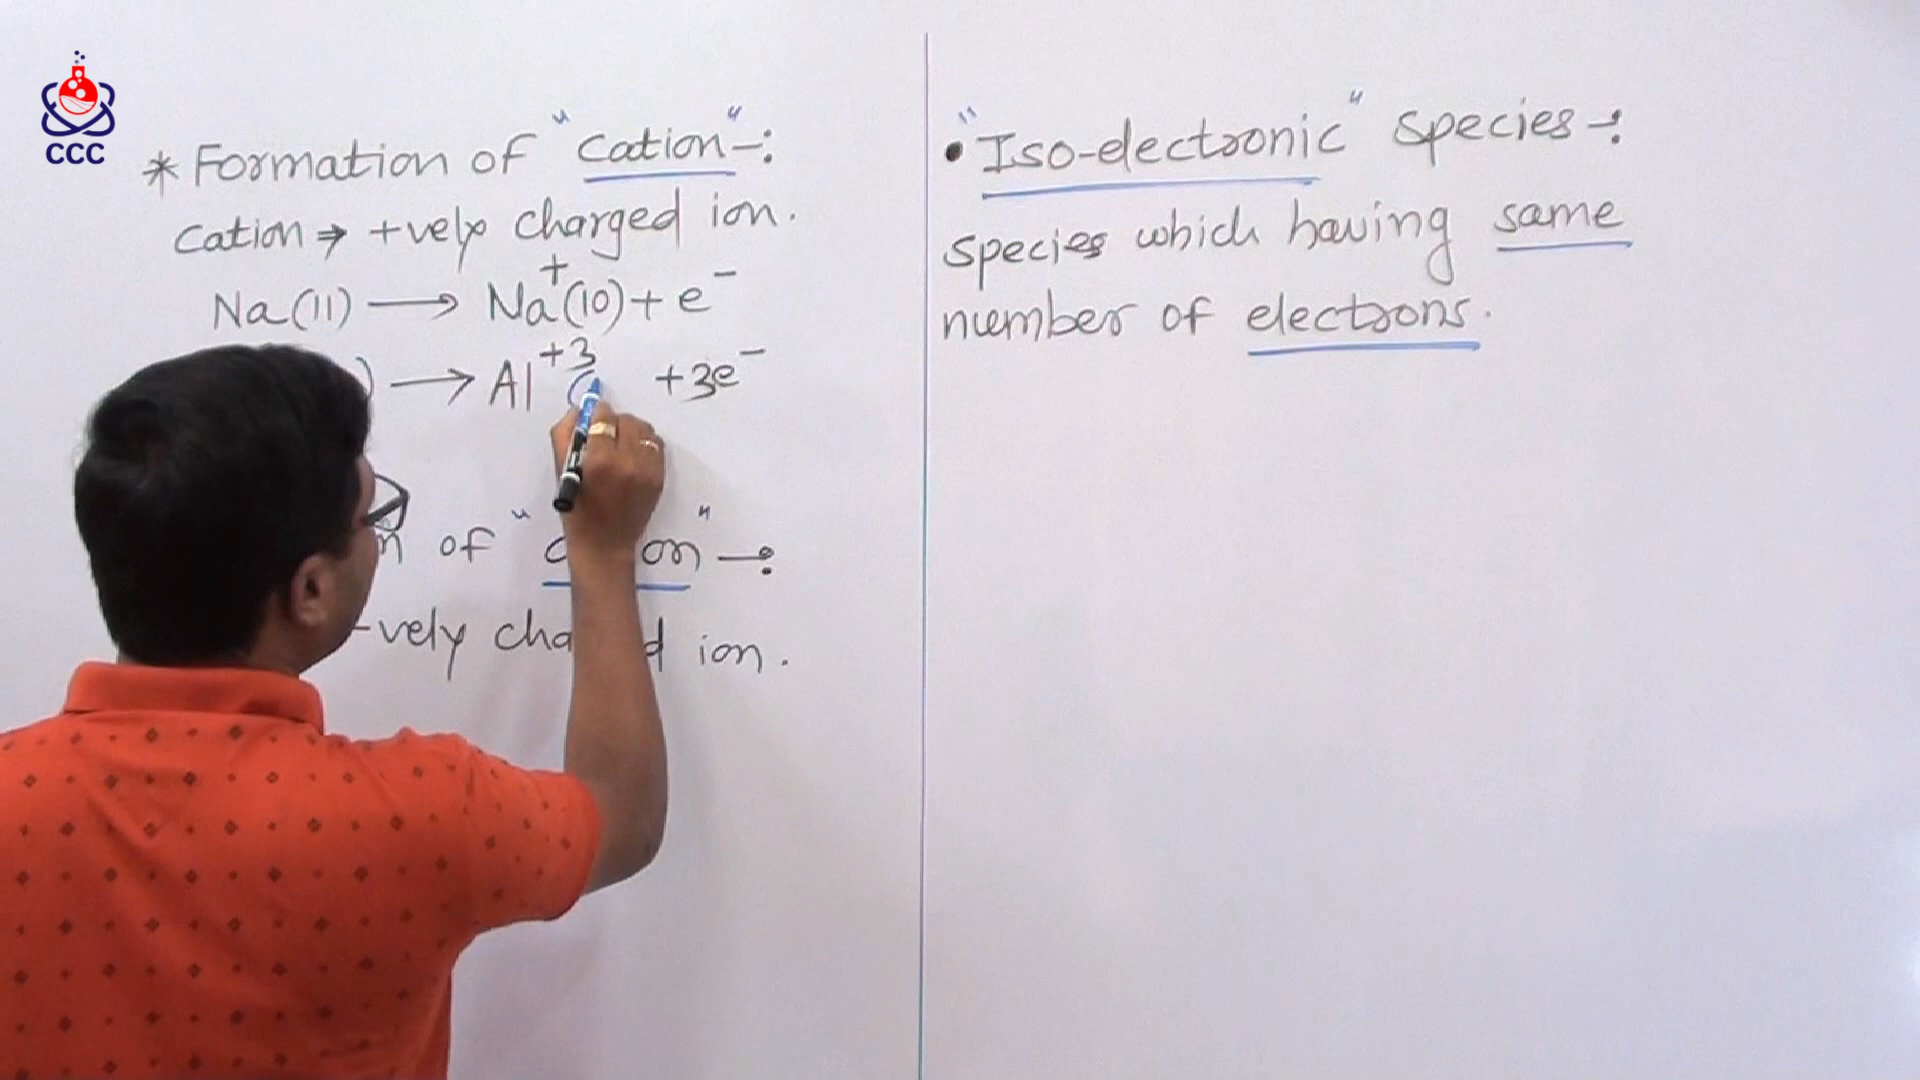 CCC
* Formation of "cation" -:
Cation → +vely charged ion.
Na(11) → Na⁺(10) + e⁻
) → Al⁺³( +3e⁻
of " on" -:
-vely charged ion.
• "Iso-electronic" species -:
species which having same
number of electrons.